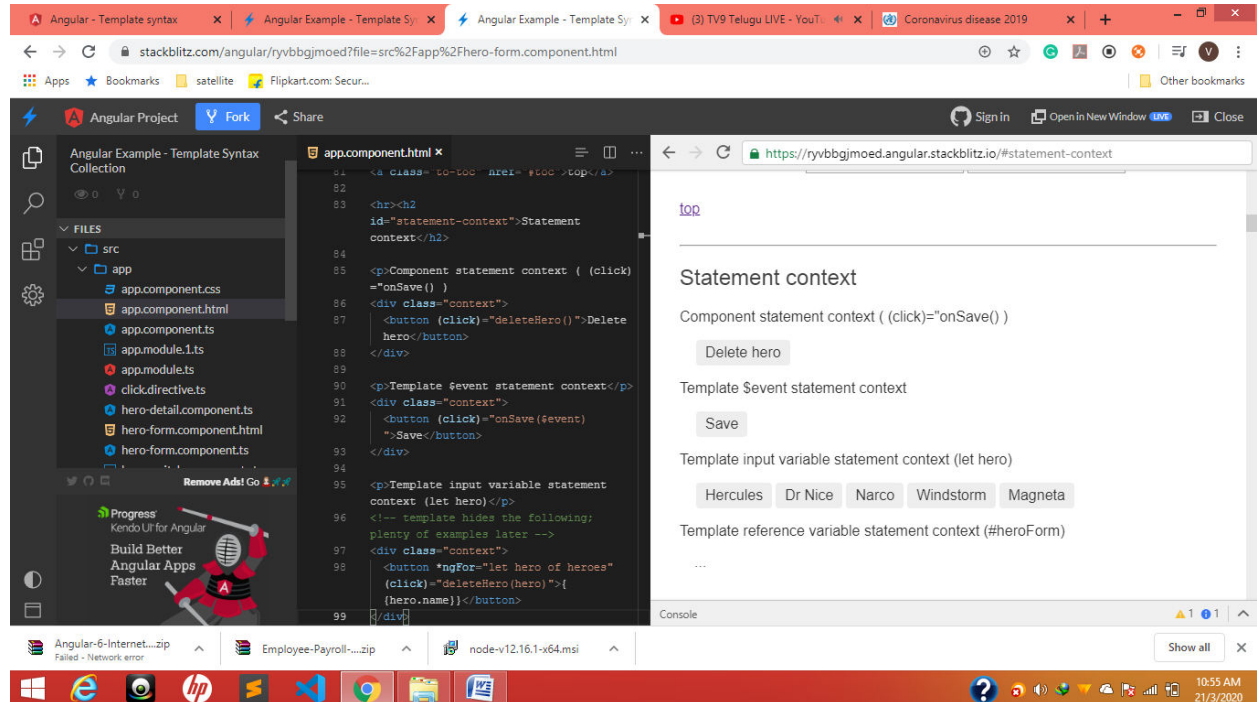 Angular - Template syntax
Angular Example - Template Sy
Angular Example - Template Sy
(3) TV9 Telugu LIVE - YouTu
Coronavirus disease 2019
stackblitz.com/angular/ryvbbgjmoed?file=src%2Fapp%2Fhero-form.component.html
V
Apps
Bookmarks
satellite
Flipkart.com: Secur...
Other bookmarks
Angular Project
Fork
Share
Sign in
Open in New Window
LIVE
Close
Angular Example - Template Syntax
Collection
0
0
FILES
src
app
app.component.css
app.component.html
app.component.ts
app.module.1.ts
app.module.ts
click.directive.ts
hero-detail.component.ts
hero-form.component.html
hero-form.component.ts
Remove Ads! Go
Progress
Kendo UI for Angular
Build Better
Angular Apps
Faster
app.component.html
81 <a class="to-toc" href="#toc">top</a>
82
83 <hr><h2
id="statement-context">Statement
context</h2>
84
85 <p>Component statement context ( (click)
="onSave() )
86 <div class="context">
87 <button (click)="deleteHero()">Delete
hero</button>
88 </div>
89
90 <p>Template $event statement context</p>
91 <div class="context">
92 <button (click)="onSave($event)
">Save</button>
93 </div>
94
95 <p>Template input variable statement
context (let hero)</p>
96 <!-- template hides the following;
plenty of examples later -->
97 <div class="context">
98 <button *ngFor="let hero of heroes"
(click)="deleteHero(hero)">{
{hero.name}}</button>
99 </div>
https://ryvbbgjmoed.angular.stackblitz.io/#statement-context
top
Statement context
Component statement context ( (click)="onSave() )
Delete hero
Template $event statement context
Save
Template input variable statement context (let hero)
Hercules
Dr Nice
Narco
Windstorm
Magneta
Template reference variable statement context (#heroForm)
...
Console
1
1
Angular-6-Internet....zip
Failed - Network error
Employee-Payroll-....zip
node-v12.16.1-x64.msi
Show all
10:55 AM
21/3/2020